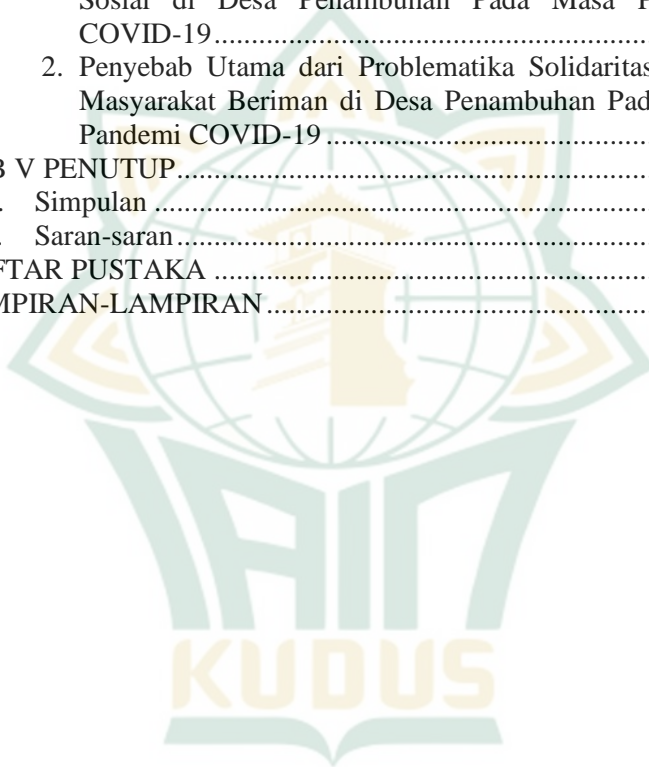 Sosial di Desa Penambuhan Pada Masa P
COVID-19................................................................
2. Penyebab Utama dari Problematika Solidaritas
Masyarakat Beriman di Desa Penambuhan Pad
Pandemi COVID-19................................................
B V PENUTUP................................................................
. Simpulan................................................................
. Saran-saran................................................................
FTAR PUSTAKA................................................................
MPIRAN-LAMPIRAN................................................
IAIN
KUDUS